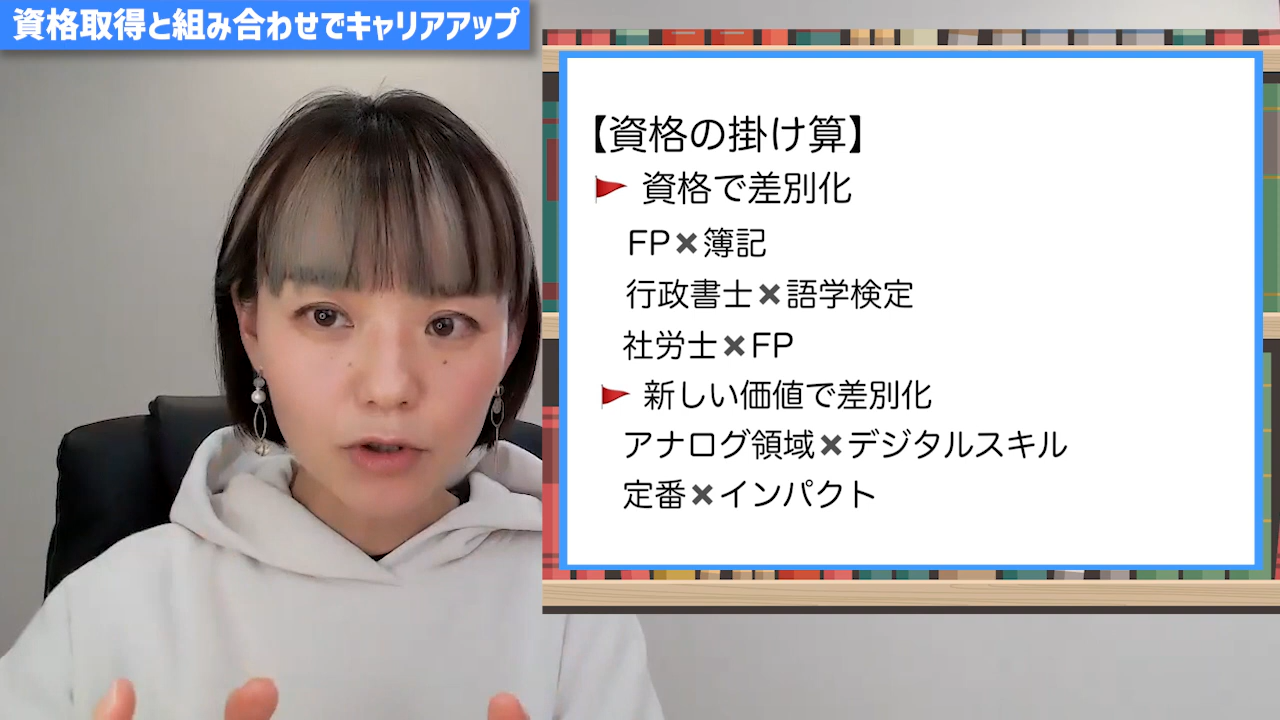 資格取得と組み合わせでキャリアアップ
【資格の掛け算】
資格で差別化
FP✖簿記
行政書士✖語学検定
社労士✖FP
新しい価値で差別化
アナログ領域✖デジタルスキル
定番✖インパクト